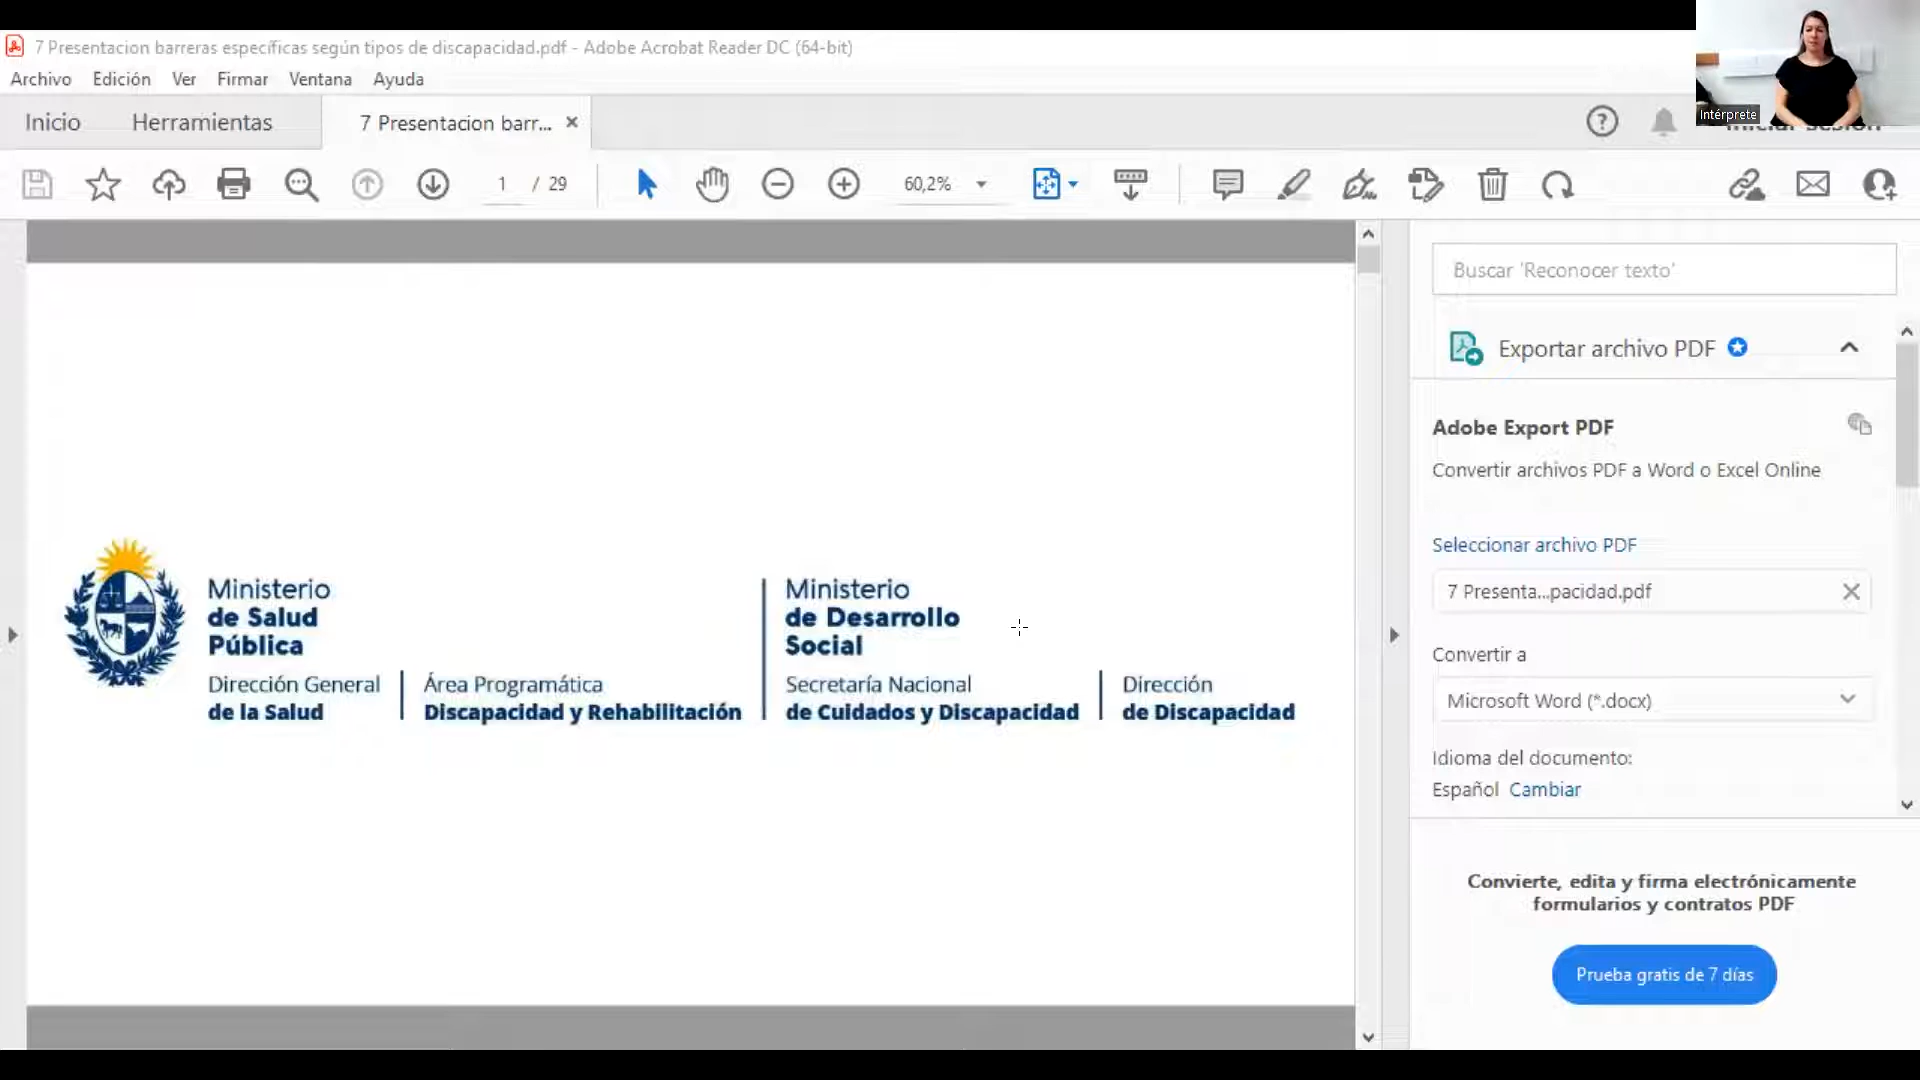 7 Presentacion barreras específicas según tipos de discapacidad.pdf - Adobe Acrobat Reader DC (64-bit)
Archivo Edición Ver Firmar Ventana Ayuda
Intérprete
Inicio Herramientas 7 Presentacion barr...
1 / 29 60,2%
Buscar 'Reconocer texto'
Exportar archivo PDF
Adobe Export PDF
Convertir archivos PDF a Word o Excel Online
Seleccionar archivo PDF
7 Presenta...pacidad.pdf
Convertir a
Microsoft Word (*.docx)
Idioma del documento:
Español Cambiar
Convierte, edita y firma electrónicamente
formularios y contratos PDF
Prueba gratis de 7 días
Ministerio
de Salud
Pública
Dirección General
de la Salud
Área Programática
Discapacidad y Rehabilitación
Ministerio
de Desarrollo
Social
Secretaría Nacional
de Cuidados y Discapacidad
Dirección
de Discapacidad